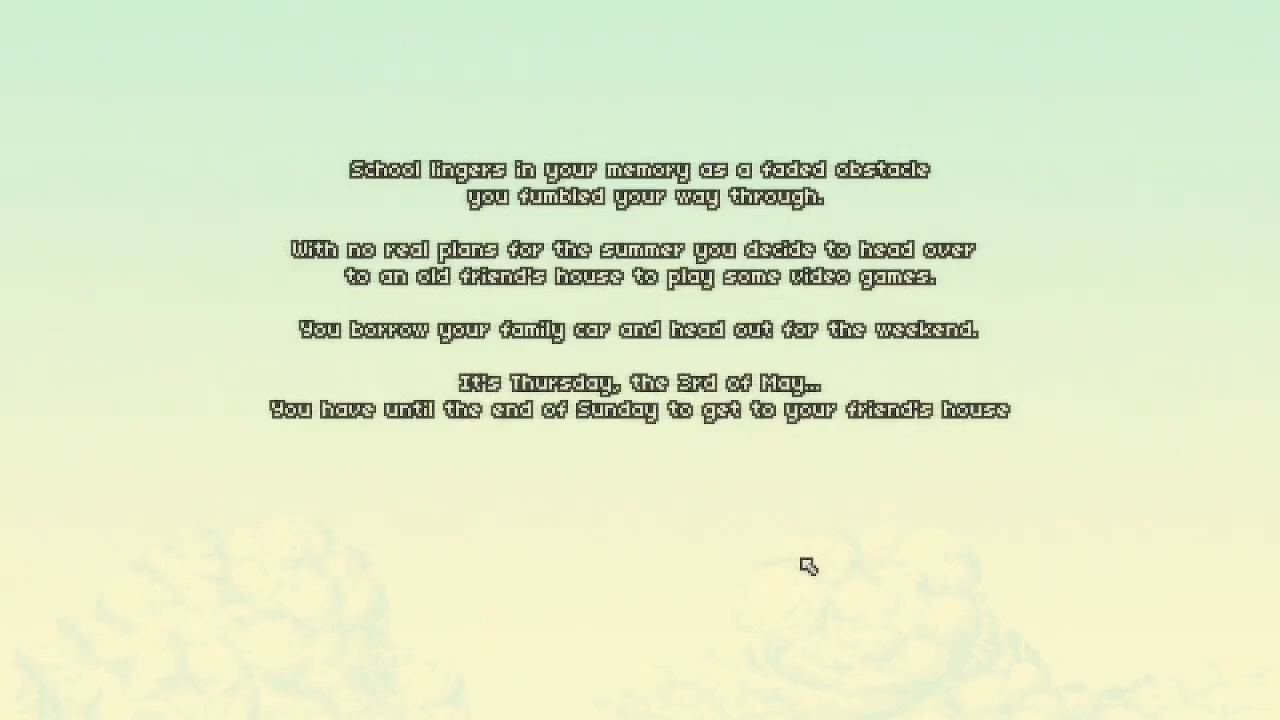 School lingers in your memory as a faded obstacle
you fumbled your way through.
With no real plans for the summer you decide to head over
to an old friend's house to play some video games.
You borrow your family car and head out for the weekend.
It's Thursday, the 3rd of May...
You have until the end of Sunday to get to your friend's house